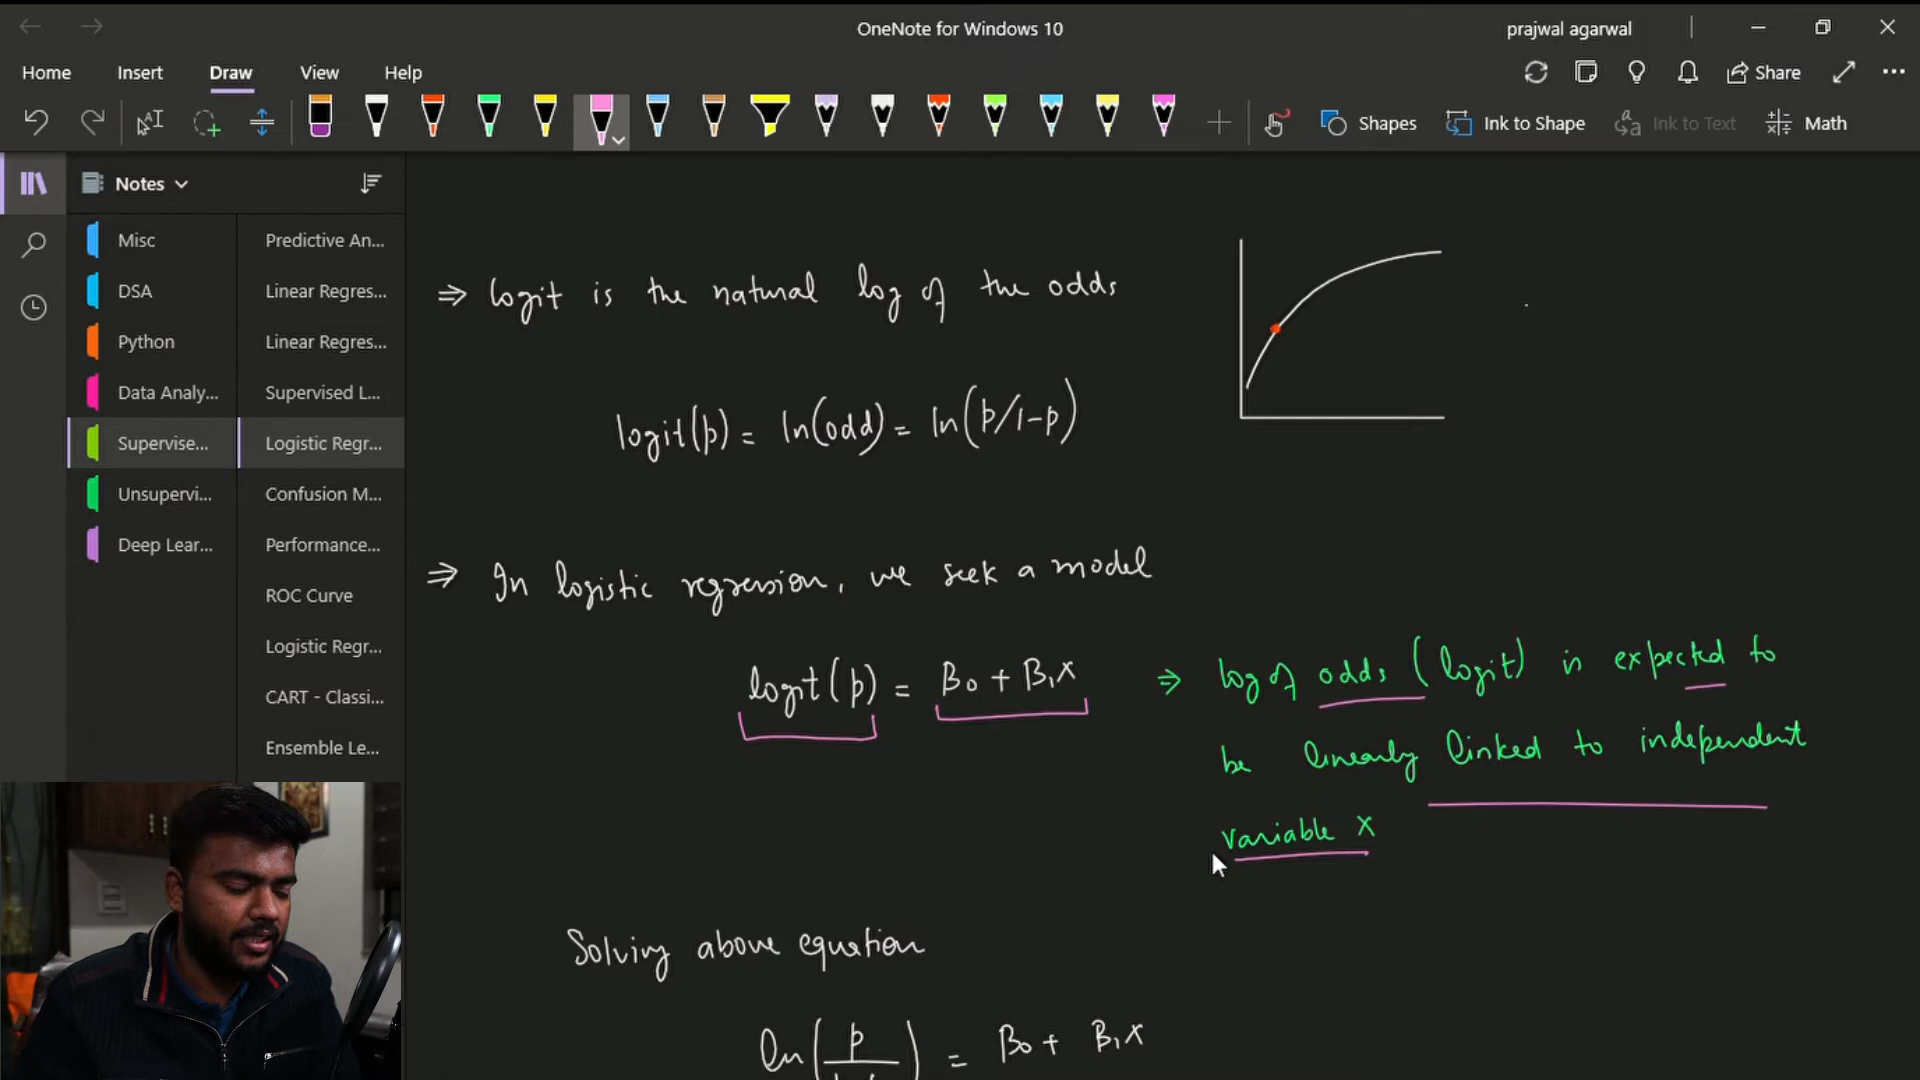 OneNote for Windows 10
prajwal agarwal
Home Insert Draw View Help
Share
Shapes Ink to Shape Ink to Text Math
Notes
Misc
DSA
Python
Data Analy...
Supervise...
Unsupervi...
Deep Lear...
Predictive An...
Linear Regres...
Linear Regres...
Supervised L...
Logistic Regr...
Confusion M...
Performance...
ROC Curve
Logistic Regr...
CART - Classi...
Ensemble Le...
⇒ logit is the natural log of the odds
logit(p) = ln(odd) = ln(p/1-p)
⇒ In logistic regression, we seek a model
logit(p) = β₀ + β₁x
⇒ log of odds (logit) is expected to
be linearly linked to independent
variable x
Solving above equation
ln(p = β₀ + β₁x